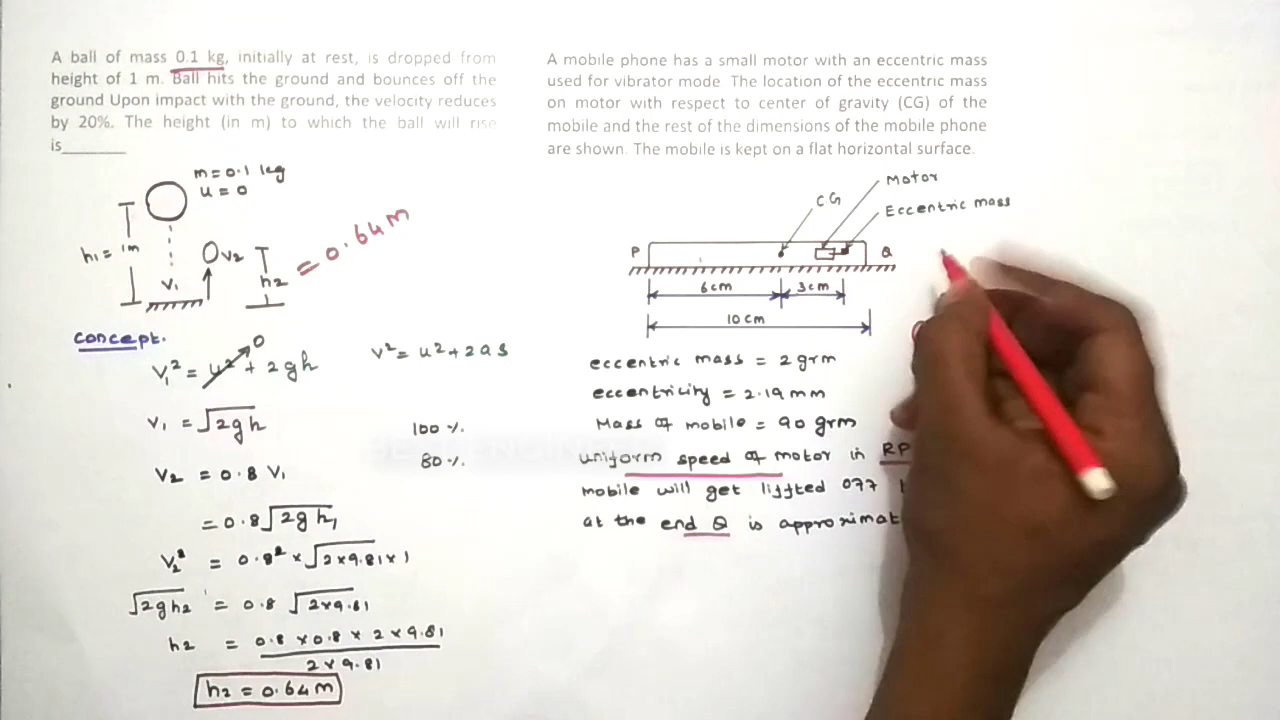 A ball of mass 0.1 kg, initially at rest, is dropped from
height of 1 m. Ball hits the ground and bounces off the
ground Upon impact with the ground, the velocity reduces
by 20%. The height (in m) to which the ball will rise
is
m = 0.1 kg
u = 0
h1 = 1m
V1
V2
h2
= 0.64 m
concept.
V1² = u² + 2gh
0
V² = u² + 2as
V1 = √2gh
100 %.
V2 = 0.8 V1
80 %.
= 0.8 √2gh1
V2² = 0.8² × √2×9.81×1
√2gh2 = 0.8 √2×9.81
h2 = 0.8 × 0.8 × 2 × 9.81
2 × 9.81
h2 = 0.64 m
A mobile phone has a small motor with an eccentric mass
used for vibrator mode The location of the eccentric mass
on motor with respect to center of gravity (CG) of the
mobile and the rest of the dimensions of the mobile phone
are shown. The mobile is kept on a flat horizontal surface.
Motor
CG
Eccentric mass
P
Q
6cm
3cm
10 cm
eccentric mass = 2 grm
eccentricity = 2.19 mm
Mass of mobile = 90 grm
uniform speed of motor in RP
mobile will get liffted off
at the end Q is approximat